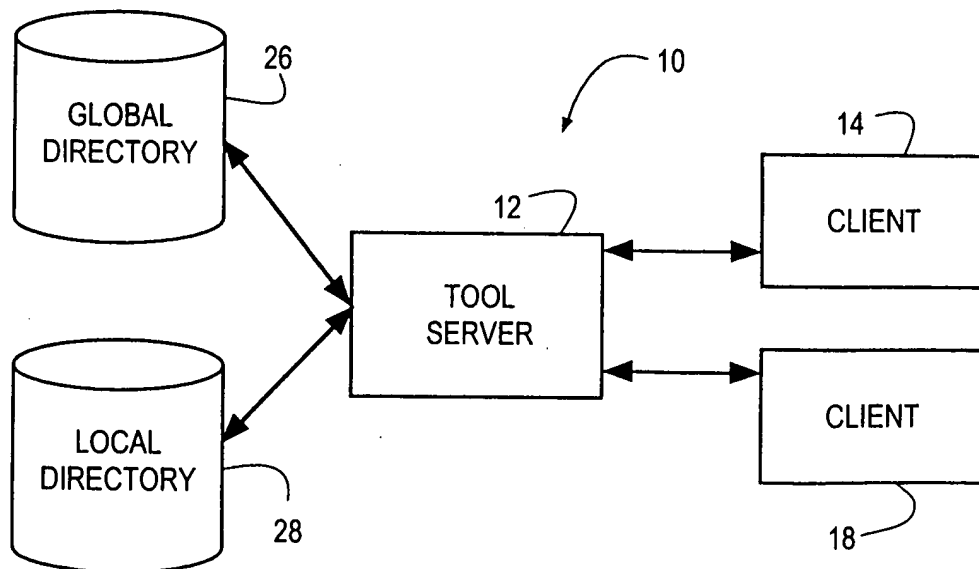 26
GLOBAL
DIRECTORY
10
14
CLIENT
12
TOOL
SERVER
LOCAL
DIRECTORY
28
CLIENT
18